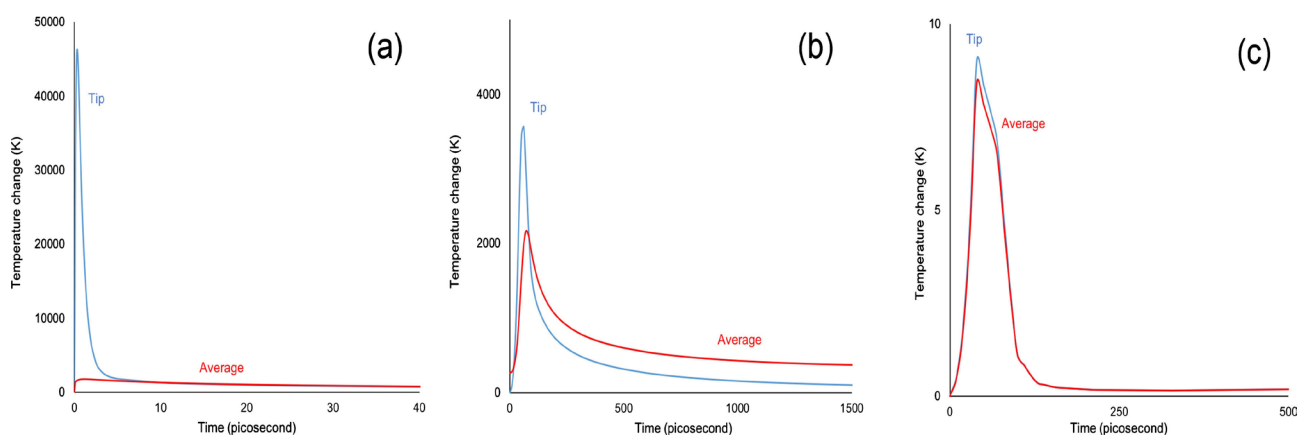 50000
40000
30000
20000
10000
0
Temperature change (K)
(a)
Tip
Average
0
10
20
30
40
Time (picosecond)
4000
2000
0
Temperature change (K)
(b)
Tip
Average
0
500
1000
1500
Time (picosecond)
10
5
0
Temperature change (K)
(c)
Tip
Average
0
250
500
Time (picosecond)